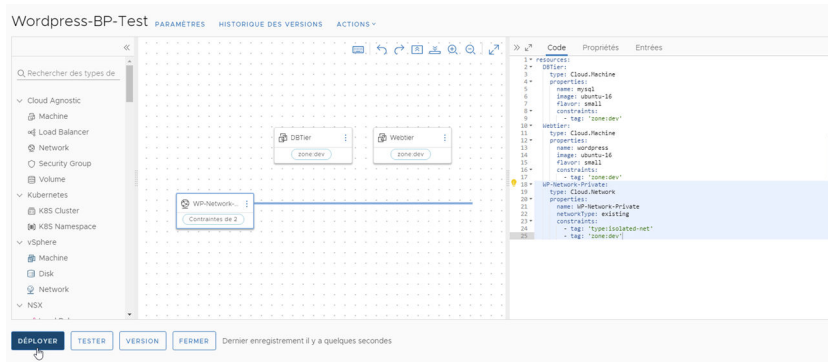 Wordpress-BP-Test PARAMÈTRES HISTORIQUE DES VERSIONS ACTIONS
Rechercher des types de
Cloud Agnostic
Machine
Load Balancer
Network
Security Group
Volume
Kubernetes
K8S Cluster
K8S Namespace
vSphere
Machine
Disk
Network
NSX
DBTier
zone:dev
Webtier
zone:dev
WP-Network-...
Contraintes de 2
Code Propriétés Entrées
1 resources:
2 DBTier:
3 type: Cloud.Machine
4 properties:
5 name: mysql
6 image: ubuntu-16
7 flavor: small
8 constraints:
9 - tag: 'zone:dev'
10 Webtier:
11 type: Cloud.Machine
12 properties:
13 name: wordpress
14 image: ubuntu-16
15 flavor: small
16 constraints:
17 - tag: 'zone:dev'
18 WP-Network-Private:
19 type: Cloud.Network
20 properties:
21 name: WP-Network-Private
22 networkType: existing
23 constraints:
24 - tag: 'type:isolated-net'
25 - tag: 'zone:dev'
DÉPLOYER TESTER VERSION FERMER Dernier enregistrement il y a quelques secondes